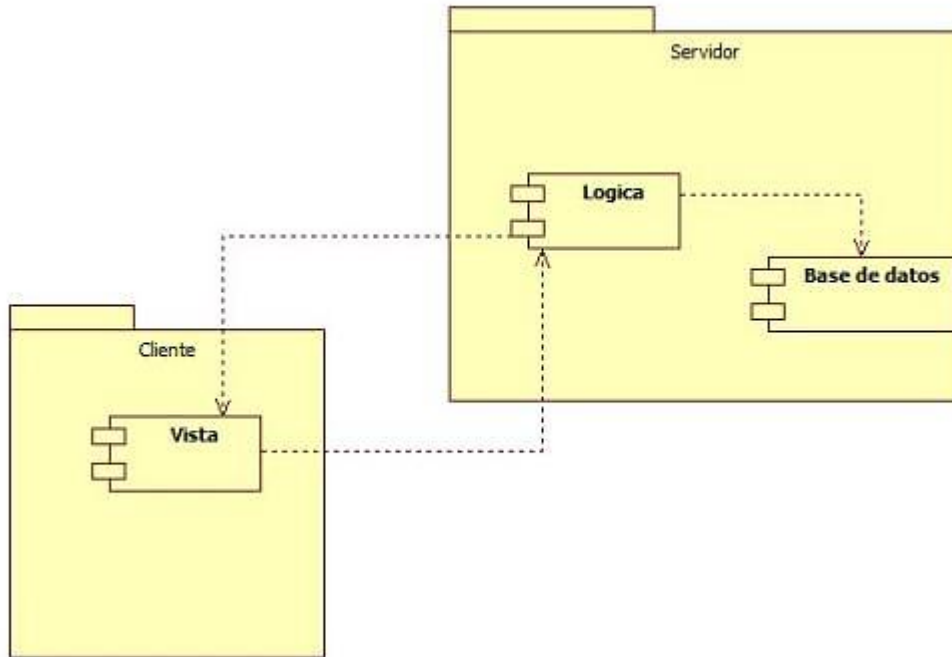 Servidor
Logica
Base de datos
Cliente
Vista